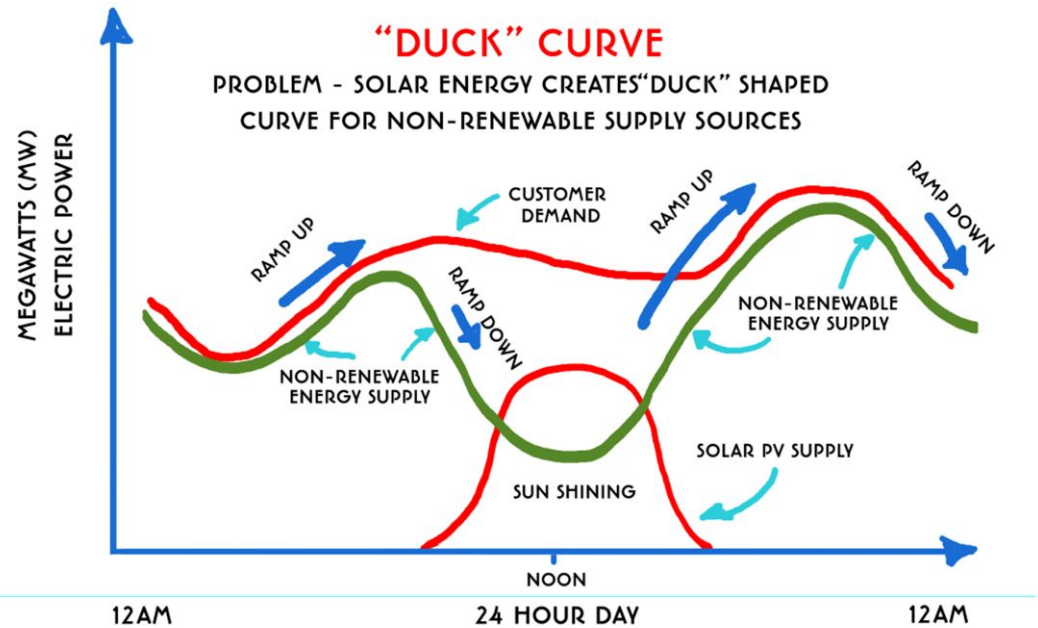 “DUCK” CURVE
PROBLEM - SOLAR ENERGY CREATES“DUCK” SHAPED
CURVE FOR NON-RENEWABLE SUPPLY SOURCES
MEGAWATTS (MW)
ELECTRIC POWER
RAMP UP
CUSTOMER
DEMAND
RAMP UP
RAMP DOWN
RAMP DOWN
NON-RENEWABLE
ENERGY SUPPLY
NON-RENEWABLE
ENERGY SUPPLY
SOLAR PV SUPPLY
SUN SHINING
NOON
12AM
24 HOUR DAY
12AM